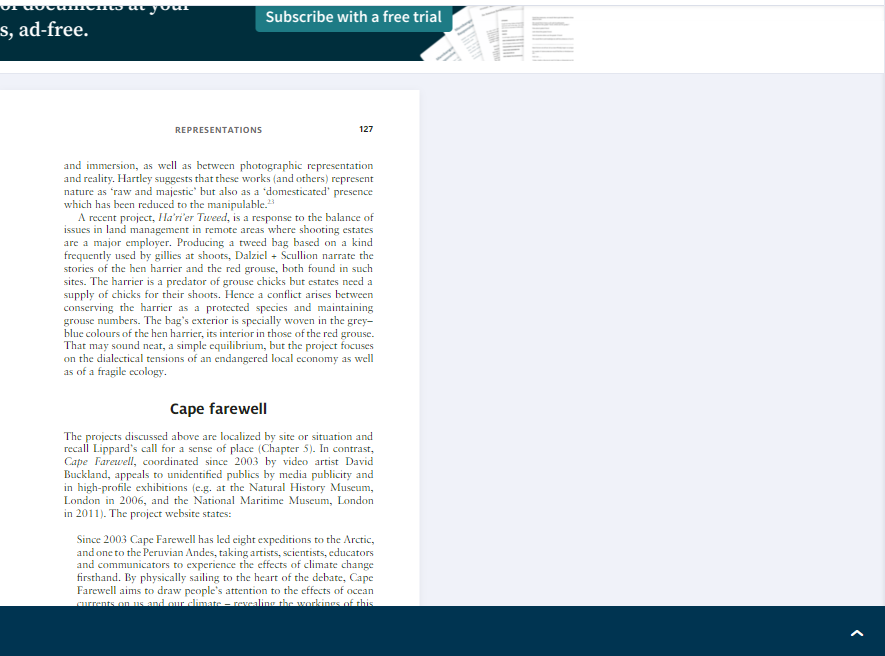 of documents at your
s, ad-free.
Subscribe with a free trial
REPRESENTATIONS 127
and immersion, as well as between photographic representation
and reality. Hartley suggests that these works (and others) represent
nature as ‘raw and majestic’ but also as a ‘domesticated’ presence
which has been reduced to the manipulable.23
A recent project, Ha'ri'er Tweed, is a response to the balance of
issues in land management in remote areas where shooting estates
are a major employer. Producing a tweed bag based on a kind
frequently used by gillies at shoots, Dalziel + Scullion narrate the
stories of the hen harrier and the red grouse, both found in such
sites. The harrier is a predator of grouse chicks but estates need a
supply of chicks for their shoots. Hence a conflict arises between
conserving the harrier as a protected species and maintaining
grouse numbers. The bag’s exterior is specially woven in the grey–
blue colours of the hen harrier, its interior in those of the red grouse.
That may sound neat, a simple equilibrium, but the project focuses
on the dialectical tensions of an endangered local economy as well
as of a fragile ecology.
Cape farewell
The projects discussed above are localized by site or situation and
recall Lippard’s call for a sense of place (Chapter 5). In contrast,
Cape Farewell, coordinated since 2003 by video artist David
Buckland, appeals to unidentified publics by media publicity and
in high-profile exhibitions (e.g. at the Natural History Museum,
London in 2006, and the National Maritime Museum, London
in 2011). The project website states:
Since 2003 Cape Farewell has led eight expeditions to the Arctic,
and one to the Peruvian Andes, taking artists, scientists, educators
and communicators to experience the effects of climate change
firsthand. By physically sailing to the heart of the debate, Cape
Farewell aims to draw people’s attention to the effects of ocean
currents on us and our climate – revealing the workings of this